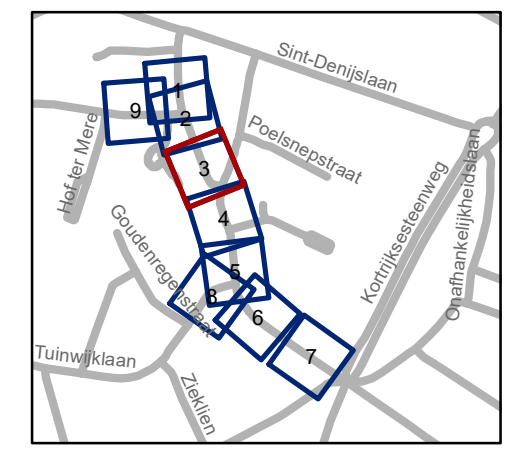 Sint-Denijslaan
1
9
2
Poelsnepstraat
Hof ter Mere
3
4
Goudenregenstraat
Kortrijksesteenweg
Onafhankelijkheidslaan
5
8
6
7
Tuinwijklaan
Zieklien